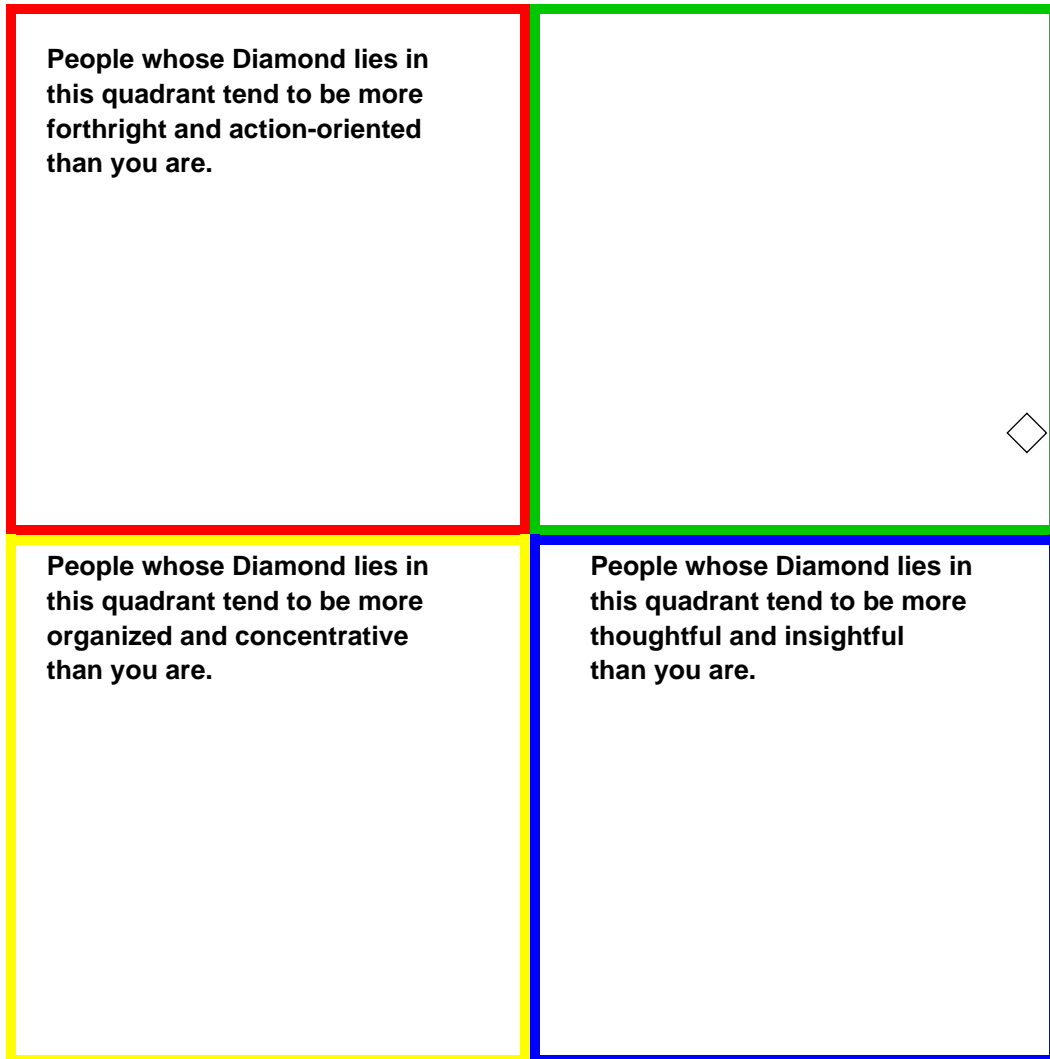 People whose Diamond lies in
this quadrant tend to be more
forthright and action-oriented
than you are.
People whose Diamond lies in
this quadrant tend to be more
organized and concentrative
than you are.
People whose Diamond lies in
this quadrant tend to be more
thoughtful and insightful
than you are.